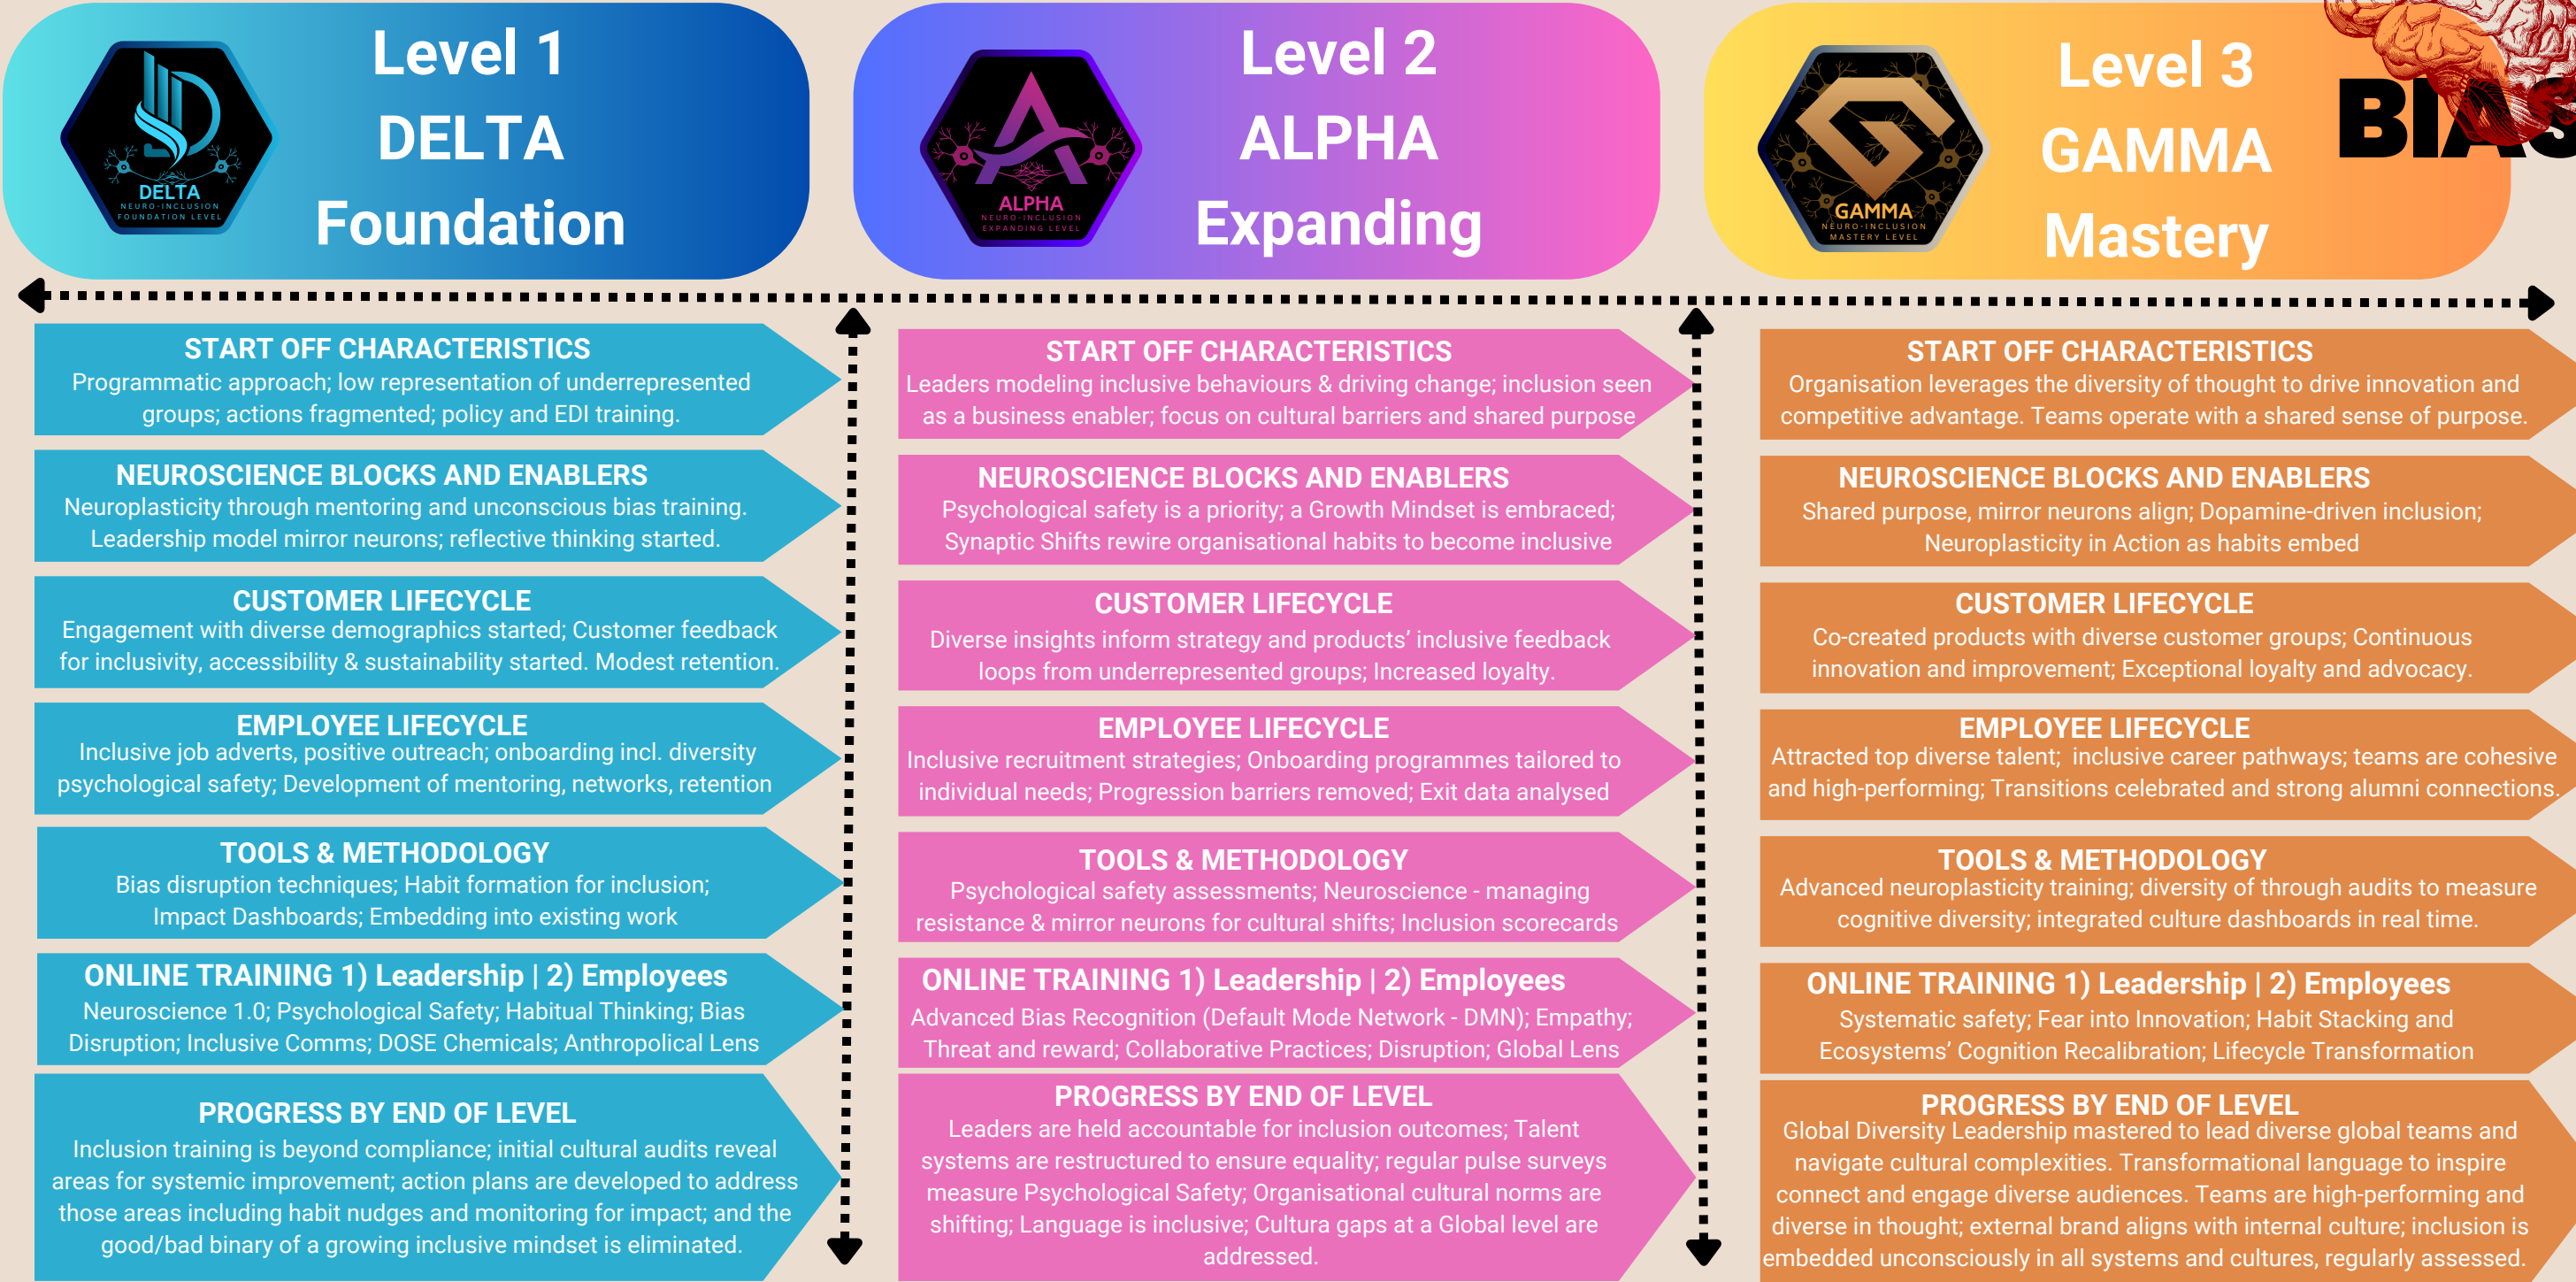 DELTA
NEURO-INCLUSION
FOUNDATION LEVEL
Level 1
DELTA
Foundation
START OFF CHARACTERISTICS
Programmatic approach; low representation of underrepresented
groups; actions fragmented; policy and EDI training.
NEUROSCIENCE BLOCKS AND ENABLERS
Neuroplasticity through mentoring and unconscious bias training.
Leadership model mirror neurons; reflective thinking started.
CUSTOMER LIFECYCLE
Engagement with diverse demographics started; Customer feedback
for inclusivity, accessibility & sustainability started. Modest retention.
EMPLOYEE LIFECYCLE
Inclusive job adverts, positive outreach; onboarding incl. diversity
psychological safety; Development of mentoring, networks, retention
TOOLS & METHODOLOGY
Bias disruption techniques; Habit formation for inclusion;
Impact Dashboards; Embedding into existing work
ONLINE TRAINING 1) Leadership | 2) Employees
Neuroscience 1.0; Psychological Safety; Habitual Thinking; Bias
Disruption; Inclusive Comms; DOSE Chemicals; Anthropolical Lens
PROGRESS BY END OF LEVEL
Inclusion training is beyond compliance; initial cultural audits reveal
areas for systemic improvement; action plans are developed to address
those areas including habit nudges and monitoring for impact; and the
good/bad binary of a growing inclusive mindset is eliminated.
ALPHA
NEURO-INCLUSION
EXPANDING LEVEL
Level 2
ALPHA
Expanding
START OFF CHARACTERISTICS
Leaders modeling inclusive behaviours & driving change; inclusion seen
as a business enabler; focus on cultural barriers and shared purpose
NEUROSCIENCE BLOCKS AND ENABLERS
Psychological safety is a priority; a Growth Mindset is embraced;
Synaptic Shifts rewire organisational habits to become inclusive
CUSTOMER LIFECYCLE
Diverse insights inform strategy and products’ inclusive feedback
loops from underrepresented groups; Increased loyalty.
EMPLOYEE LIFECYCLE
Inclusive recruitment strategies; Onboarding programmes tailored to
individual needs; Progression barriers removed; Exit data analysed
TOOLS & METHODOLOGY
Psychological safety assessments; Neuroscience - managing
resistance & mirror neurons for cultural shifts; Inclusion scorecards
ONLINE TRAINING 1) Leadership | 2) Employees
Advanced Bias Recognition (Default Mode Network - DMN); Empathy;
Threat and reward; Collaborative Practices; Disruption; Global Lens
PROGRESS BY END OF LEVEL
Leaders are held accountable for inclusion outcomes; Talent
systems are restructured to ensure equality; regular pulse surveys
measure Psychological Safety; Organisational cultural norms are
shifting; Language is inclusive; Cultura gaps at a Global level are
addressed.
GAMMA
NEURO-INCLUSION
MASTERY LEVEL
Level 3
GAMMA
Mastery
BIAS
START OFF CHARACTERISTICS
Organisation leverages the diversity of thought to drive innovation and
competitive advantage. Teams operate with a shared sense of purpose.
NEUROSCIENCE BLOCKS AND ENABLERS
Shared purpose, mirror neurons align; Dopamine-driven inclusion;
Neuroplasticity in Action as habits embed
CUSTOMER LIFECYCLE
Co-created products with diverse customer groups; Continuous
innovation and improvement; Exceptional loyalty and advocacy.
EMPLOYEE LIFECYCLE
Attracted top diverse talent; inclusive career pathways; teams are cohesive
and high-performing; Transitions celebrated and strong alumni connections.
TOOLS & METHODOLOGY
Advanced neuroplasticity training; diversity of through audits to measure
cognitive diversity; integrated culture dashboards in real time.
ONLINE TRAINING 1) Leadership | 2) Employees
Systematic safety; Fear into Innovation; Habit Stacking and
Ecosystems’ Cognition Recalibration; Lifecycle Transformation
PROGRESS BY END OF LEVEL
Global Diversity Leadership mastered to lead diverse global teams and
navigate cultural complexities. Transformational language to inspire
connect and engage diverse audiences. Teams are high-performing and
diverse in thought; external brand aligns with internal culture; inclusion is
embedded unconsciously in all systems and cultures, regularly assessed.